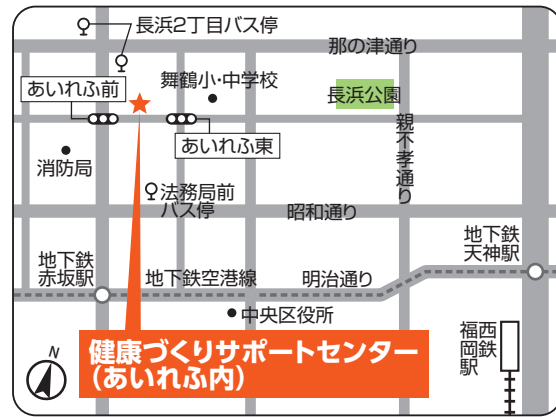 長浜2丁目バス停
那の津通り
あいれふ前
舞鶴小・中学校
長浜公園
あいれふ東
消防局
親不孝通り
法務局前
バス停
昭和通り
地下鉄
赤坂駅
地下鉄空港線
明治通り
地下鉄
天神駅
中央区役所
西鉄
福岡駅
健康づくりサポートセンター
(あいれふ内)
N